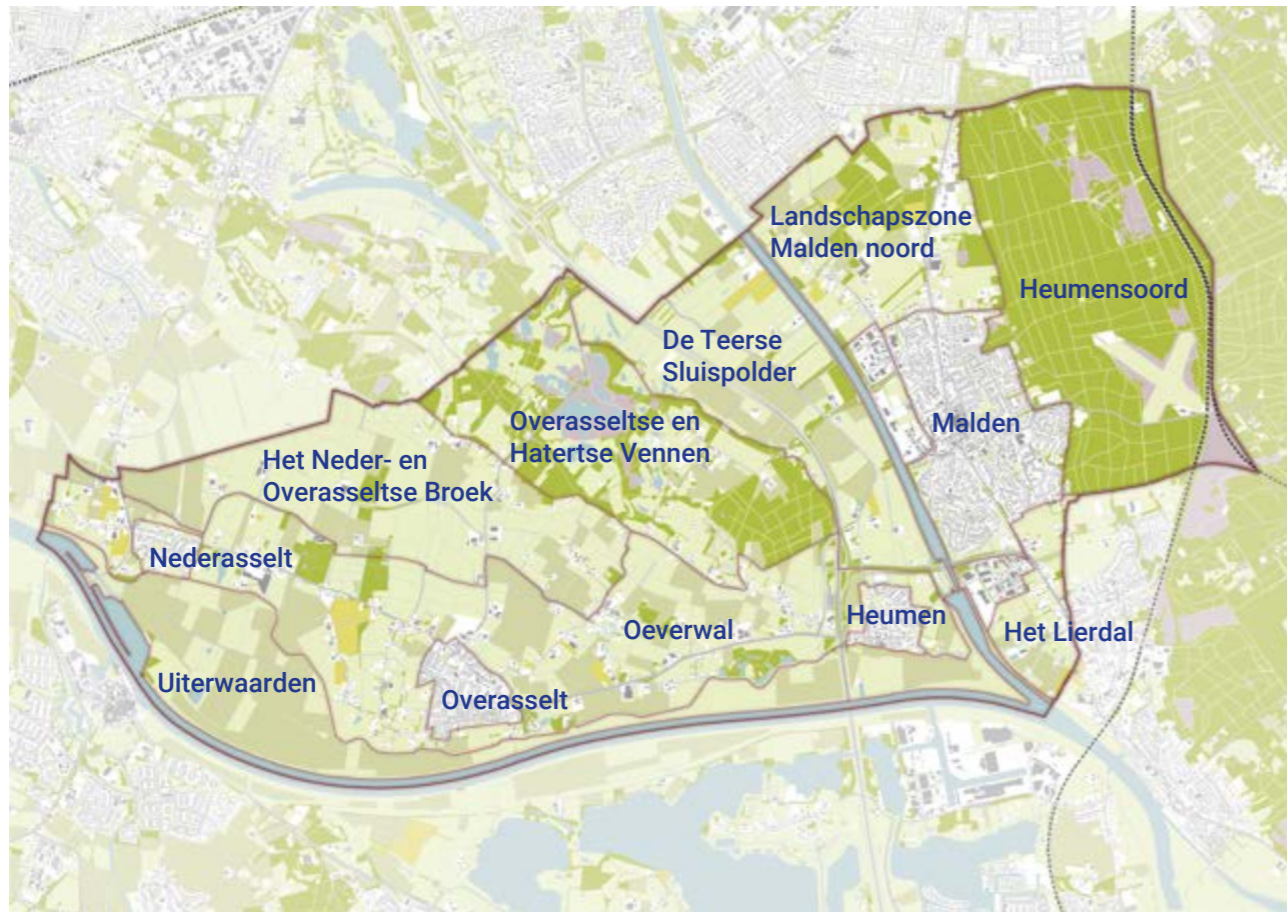 Landschapszone
Malden noord
Heumensoord
De Teerse
Sluispolder
Overasseltse en
Hatertse Vennen
Malden
Het Neder- en
Overasseltse Broek
Nederasselt
Heumen
Oeverwal
Het Lierdal
Uiterwaarden
Overasselt